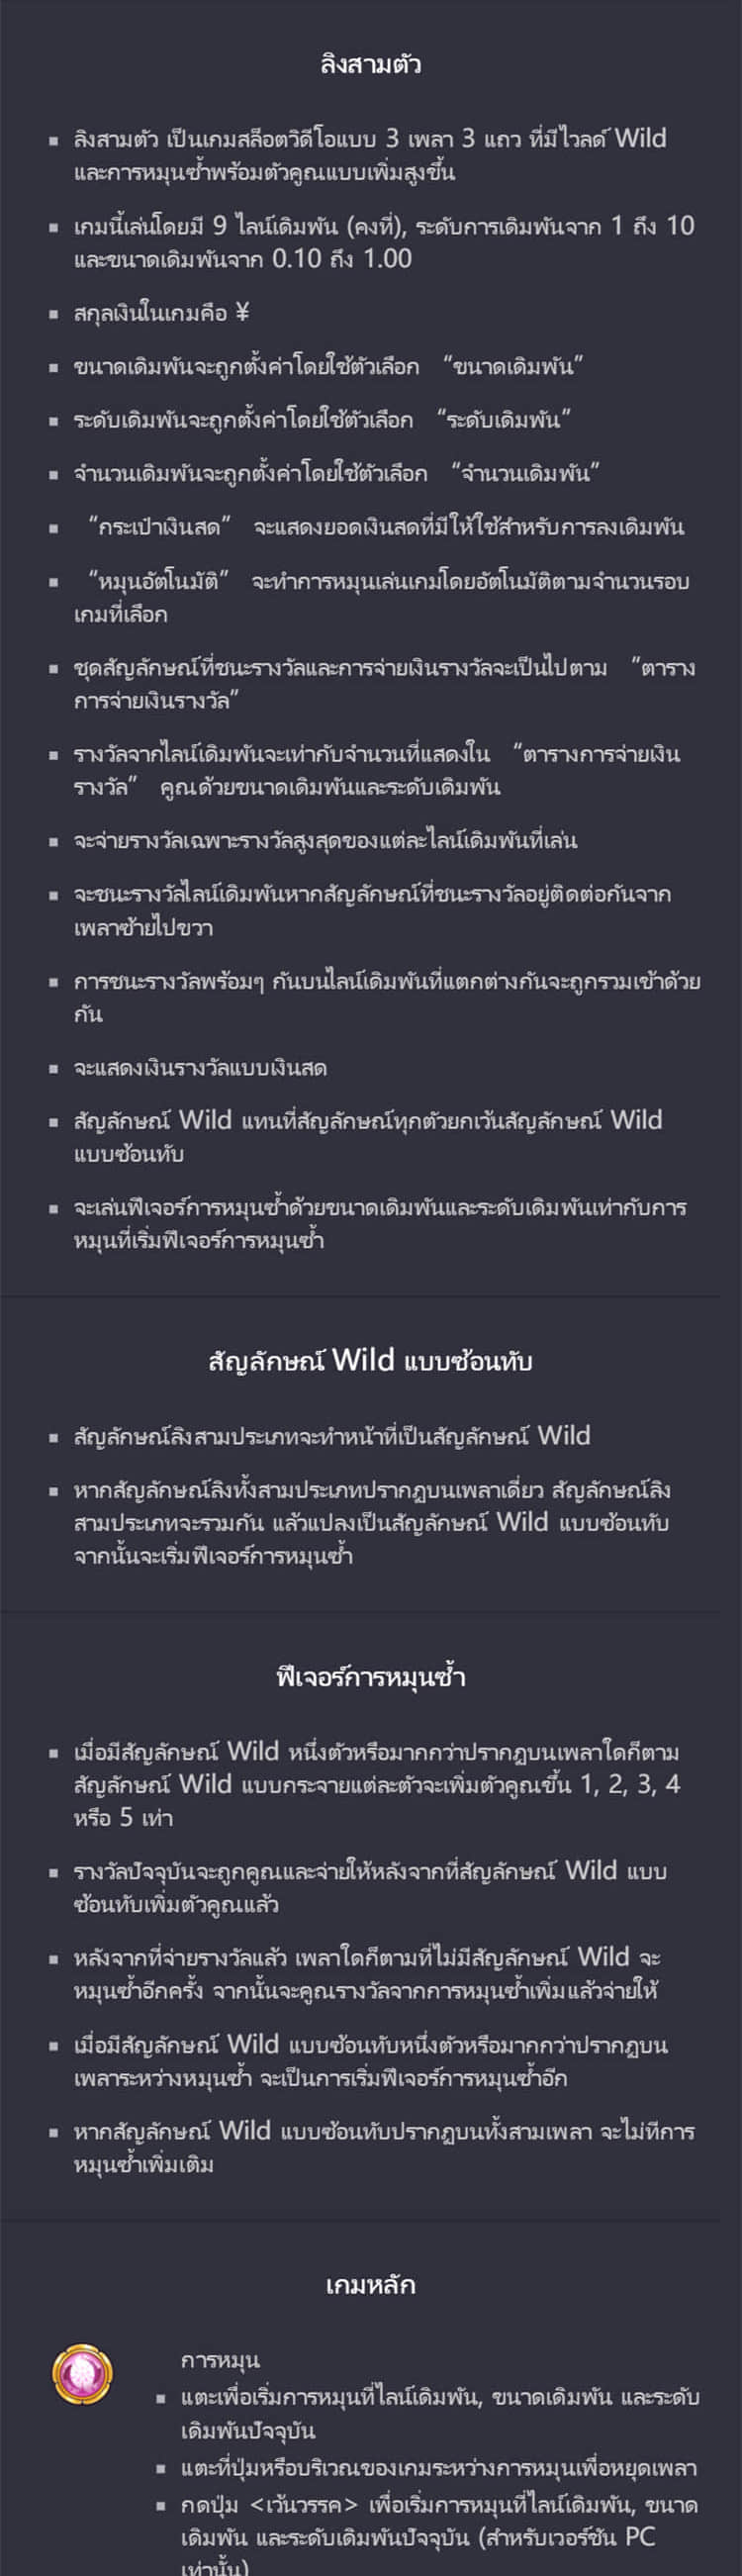 ลิงสามตัว
▪ ลิงสามตัว เป็นเกมสล็อตวิดีโอแบบ 3 เพลา 3 แถว ที่มีไวลด์ Wild
และการหมุนซ้ำพร้อมตัวคูณแบบเพิ่มสูงขึ้น
▪ เกมนี้เล่นโดยมี 9 ไลน์เดิมพัน (คงที่), ระดับการเดิมพันจาก 1 ถึง 10
และขนาดเดิมพันจาก 0.10 ถึง 1.00
▪ สกุลเงินในเกมคือ ¥
▪ ขนาดเดิมพันจะถูกตั้งค่าโดยใช้ตัวเลือก “ขนาดเดิมพัน”
▪ ระดับเดิมพันจะถูกตั้งค่าโดยใช้ตัวเลือก “ระดับเดิมพัน”
▪ จำนวนเดิมพันจะถูกตั้งค่าโดยใช้ตัวเลือก “จำนวนเดิมพัน”
▪ “กระเป๋าเงินสด” จะแสดงยอดเงินสดที่มีให้ใช้สำหรับการลงเดิมพัน
▪ “หมุนอัตโนมัติ” จะทำการหมุนเล่นเกมโดยอัตโนมัติตามจำนวนรอบ
เกมที่เลือก
▪ ชุดสัญลักษณ์ที่ชนะรางวัลและการจ่ายเงินรางวัลจะเป็นไปตาม “ตาราง
การจ่ายเงินรางวัล”
▪ รางวัลจากไลน์เดิมพันจะเท่ากับจำนวนที่แสดงใน “ตารางการจ่ายเงิน
รางวัล” คูณด้วยขนาดเดิมพันและระดับเดิมพัน
▪ จะจ่ายรางวัลเฉพาะรางวัลสูงสุดของแต่ละไลน์เดิมพันที่เล่น
▪ จะชนะรางวัลไลน์เดิมพันหากสัญลักษณ์ที่ชนะรางวัลอยู่ติดต่อกันจาก
เพลาซ้ายไปขวา
▪ การชนะรางวัลพร้อมๆ กันบนไลน์เดิมพันที่แตกต่างกันจะถูกรวมเข้าด้วย
กัน
▪ จะแสดงเงินรางวัลแบบเงินสด
▪ สัญลักษณ์ Wild แทนที่สัญลักษณ์ทุกตัวยกเว้นสัญลักษณ์ Wild
แบบซ้อนทับ
▪ จะเล่นฟีเจอร์การหมุนซ้ำด้วยขนาดเดิมพันและระดับเดิมพันเท่ากับการ
หมุนที่เริ่มฟีเจอร์การหมุนซ้ำ
สัญลักษณ์ Wild แบบซ้อนทับ
▪ สัญลักษณ์ลิงสามประเภทจะทำหน้าที่เป็นสัญลักษณ์ Wild
▪ หากสัญลักษณ์ลิงทั้งสามประเภทปรากฏบนเพลาเดี่ยว สัญลักษณ์ลิง
สามประเภทจะรวมกัน แล้วแปลงเป็นสัญลักษณ์ Wild แบบซ้อนทับ
จากนั้นจะเริ่มฟีเจอร์การหมุนซ้ำ
ฟีเจอร์การหมุนซ้ำ
▪ เมื่อมีสัญลักษณ์ Wild หนึ่งตัวหรือมากกว่าปรากฏบนเพลาใดก็ตาม
สัญลักษณ์ Wild แบบกระจายแต่ละตัวจะเพิ่มตัวคูณขึ้น 1, 2, 3, 4
หรือ 5 เท่า
▪ รางวัลปัจจุบันจะถูกคูณและจ่ายให้หลังจากที่สัญลักษณ์ Wild แบบ
ซ้อนทับเพิ่มตัวคูณแล้ว
▪ หลังจากที่จ่ายรางวัลแล้ว เพลาใดก็ตามที่ไม่มีสัญลักษณ์ Wild จะ
หมุนซ้ำอีกครั้ง จากนั้นจะคูณรางวัลจากการหมุนซ้ำเพิ่มแล้วจ่ายให้
▪ เมื่อมีสัญลักษณ์ Wild แบบซ้อนทับหนึ่งตัวหรือมากกว่าปรากฏบน
เพลาระหว่างหมุนซ้ำ จะเป็นการเริ่มฟีเจอร์การหมุนซ้ำอีก
▪ หากสัญลักษณ์ Wild แบบซ้อนทับปรากฏบนทั้งสามเพลา จะไม่ทีการ
หมุนซ้ำเพิ่มเติม
เกมหลัก
การหมุน
▪ แตะเพื่อเริ่มการหมุนที่ไลน์เดิมพัน, ขนาดเดิมพัน และระดับ
เดิมพันปัจจุบัน
▪ แตะที่ปุ่มหรือบริเวณของเกมระหว่างการหมุนเพื่อหยุดเพลา
▪ กดปุ่ม <เว้นวรรค> เพื่อเริ่มการหมุนที่ไลน์เดิมพัน, ขนาด
เดิมพัน และระดับเดิมพันปัจจุบัน (สำหรับเวอร์ชัน PC
เท่านั้น)